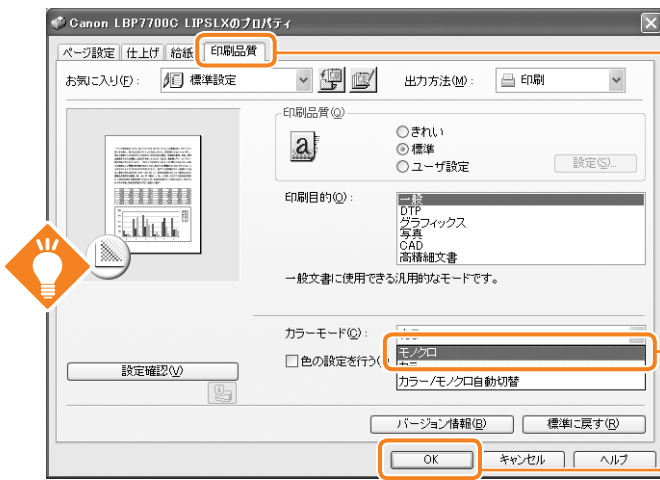 Canon LBP7700C LIPSLXのプロパティ
ページ設定 仕上げ 給紙 印刷品質
お気に入り(F): 標準設定 出力方法(M): 印刷
印刷品質(Q)
a
きれい
標準
ユーザ設定 設定(S)...
印刷目的(O): 一般
DTP
グラフィックス
写真
CAD
高精細文書
一般文書に使用できる汎用的なモードです。
カラーモード(C): カラー
モノクロ
カラー
カラー/モノクロ自動切替
色の設定を行う(
設定確認(V)
バージョン情報(B) 標準に戻す(R)
OK キャンセル ヘルプ